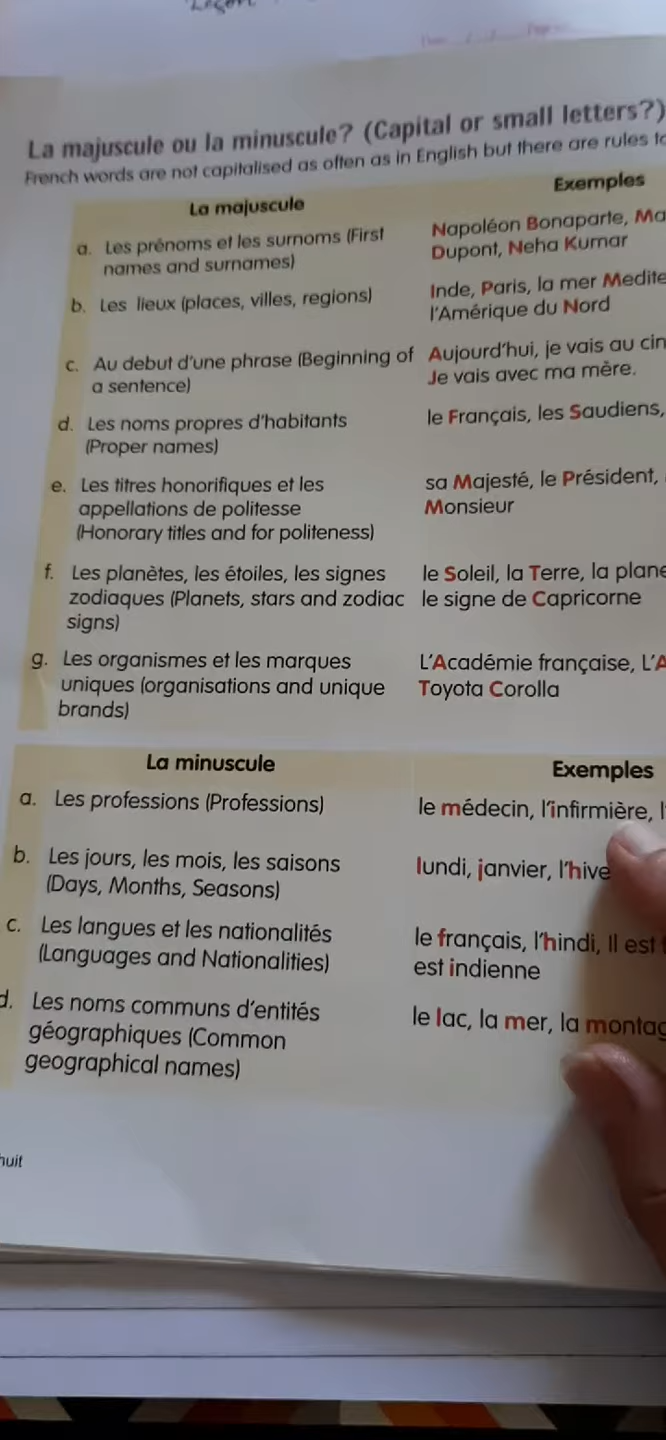 Leçon
La majuscule ou la minuscule? (Capital or small letters?)
French words are not capitalised as often as in English but there are rules to
La majuscule
Exemples
a. Les prénoms et les surnoms (First
names and surnames)
Napoléon Bonaparte, Ma
Dupont, Neha Kumar
b. Les lieux (places, villes, regions)
Inde, Paris, la mer Medite
l'Amérique du Nord
c. Au debut d'une phrase (Beginning of
a sentence)
Aujourd'hui, je vais au cin
Je vais avec ma mère.
d. Les noms propres d'habitants
(Proper names)
le Français, les Saudiens,
e. Les titres honorifiques et les
appellations de politesse
(Honorary titles and for politeness)
sa Majesté, le Président,
Monsieur
f. Les planètes, les étoiles, les signes
zodiaques (Planets, stars and zodiac
signs)
le Soleil, la Terre, la plane
le signe de Capricorne
g. Les organismes et les marques
uniques (organisations and unique
brands)
L'Académie française, L'A
Toyota Corolla
La minuscule
Exemples
a. Les professions (Professions)
le médecin, l'infirmière, l'
b. Les jours, les mois, les saisons
(Days, Months, Seasons)
lundi, janvier, l'hive
c. Les langues et les nationalités
(Languages and Nationalities)
le français, l'hindi, Il est f
est indienne
d. Les noms communs d'entités
géographiques (Common
geographical names)
le lac, la mer, la montag
huit